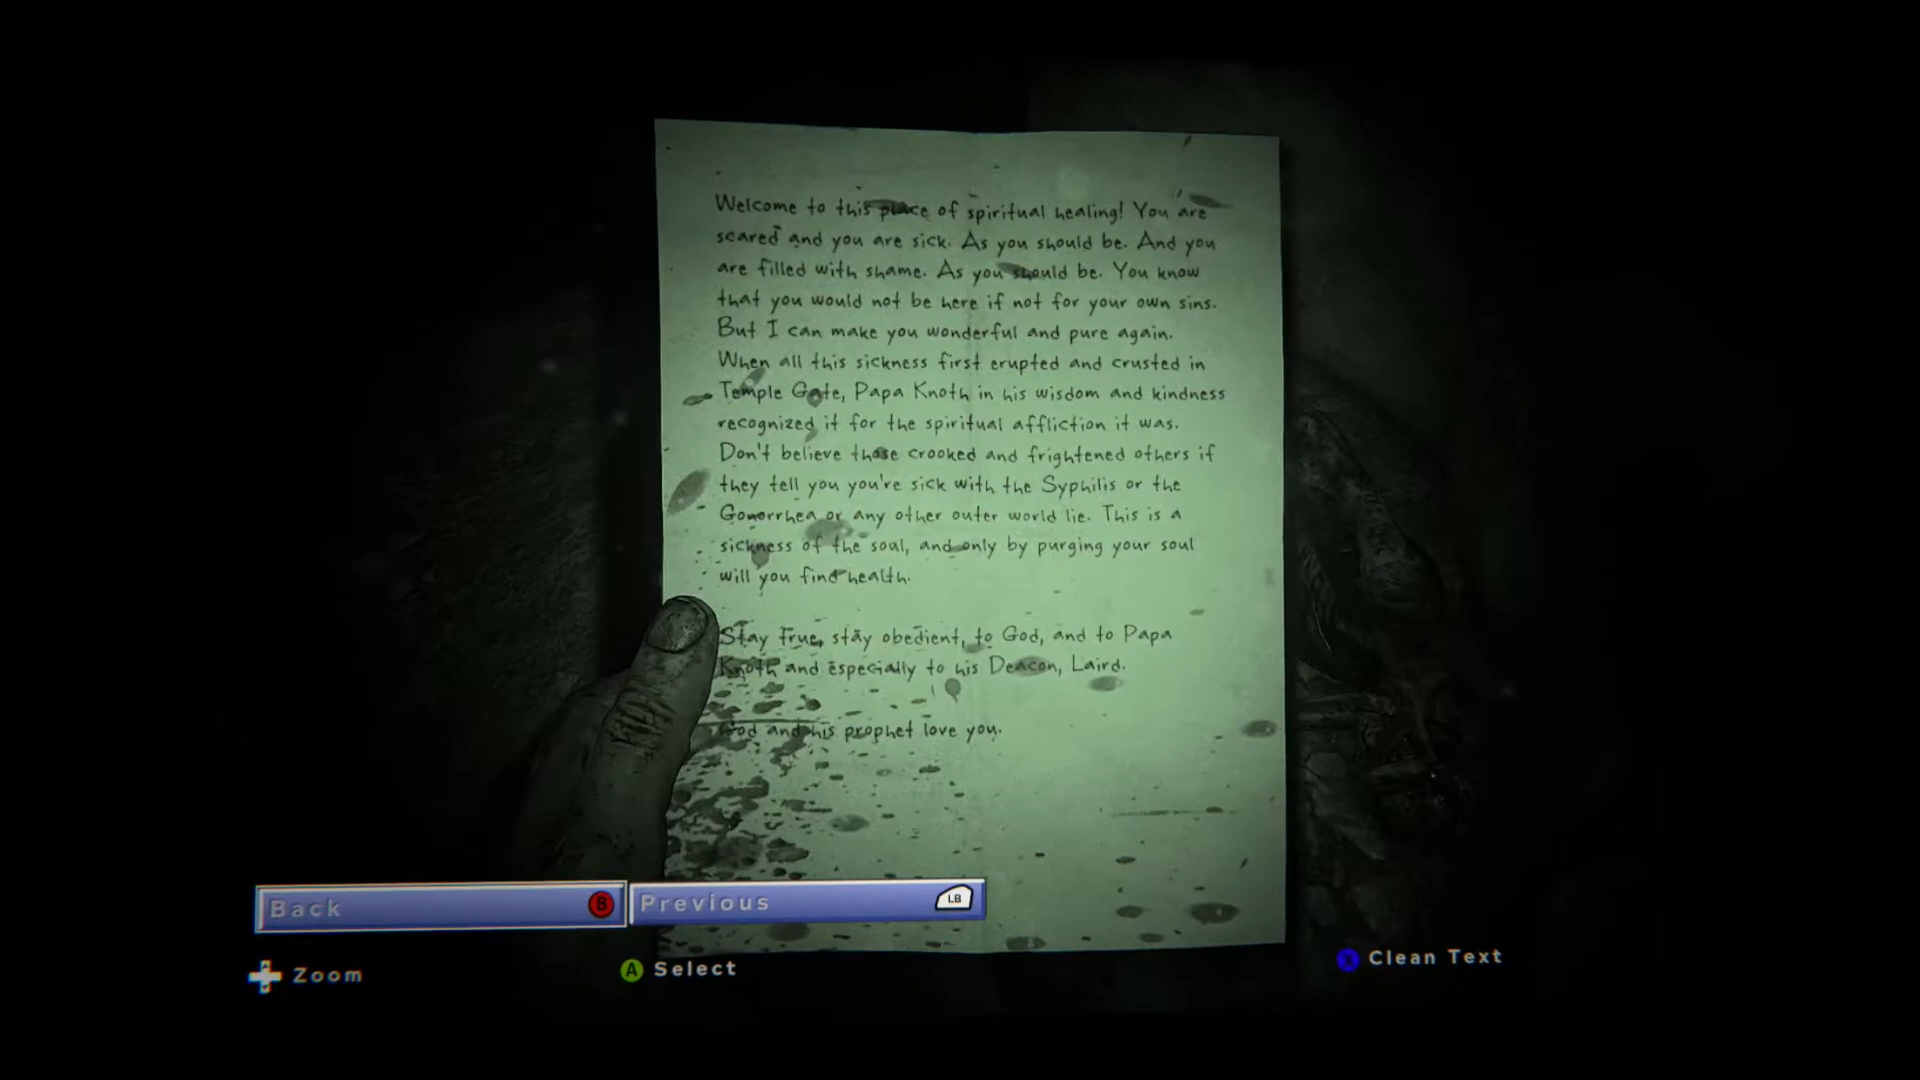 Welcome to this place of spiritual healing! You are
scared and you are sick. As you should be. And you
are filled with shame. As you should be. You know
that you would not be here if not for your own sins.
But I can make you wonderful and pure again.
When all this sickness first erupted and crusted in
Temple Gate, Papa Knoth in his wisdom and kindness
recognized it for the spiritual affliction it was.
Don't believe those crooked and frightened others if
they tell you you're sick with the Syphilis or the
Gonorrhea or any other outer world lie. This is a
sickness of the soul, and only by purging your soul
will you find health.
Stay true, stay obedient, to God, and to Papa
Knoth and especially to his Deacon, Laird.
God and his prophet love you.
Back B
Previous LB
Zoom
A Select
X Clean Text